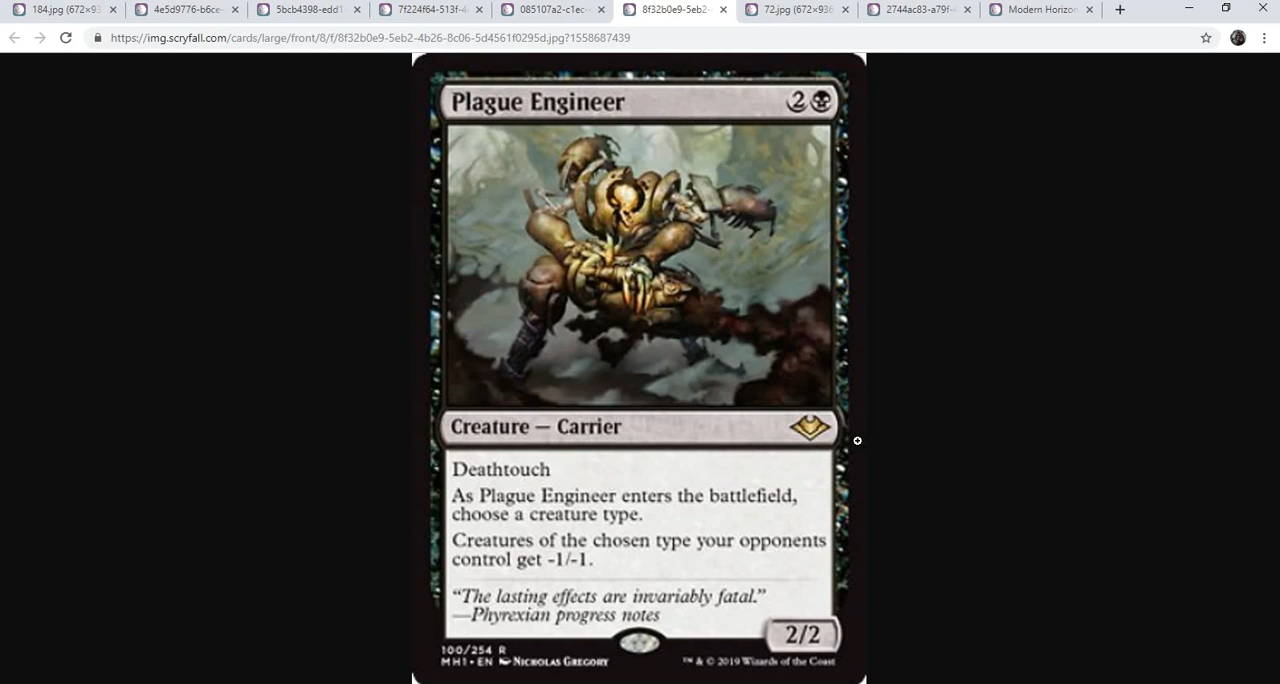 184.jpg (672×93
4e5d9776-b6ce-
5bcb4398-edd1
7f224f64-513f-4
085107a2-c1ec-
8f32b0e9-5eb2-
72.jpg (672×936
2744ac83-a79f-
Modern Horizon
https://img.scryfall.com/cards/large/front/8/f/8f32b0e9-5eb2-4b26-8c06-5d4561f0295d.jpg?1558687439
Plague Engineer 2
Creature — Carrier
Deathtouch
As Plague Engineer enters the battlefield,
choose a creature type.
Creatures of the chosen type your opponents
control get -1/-1.
“The lasting effects are invariably fatal.”
—Phyrexian progress notes
2/2
100/254 R
MH1 • EN Nicholas Gregory
™ & © 2019 Wizards of the Coast